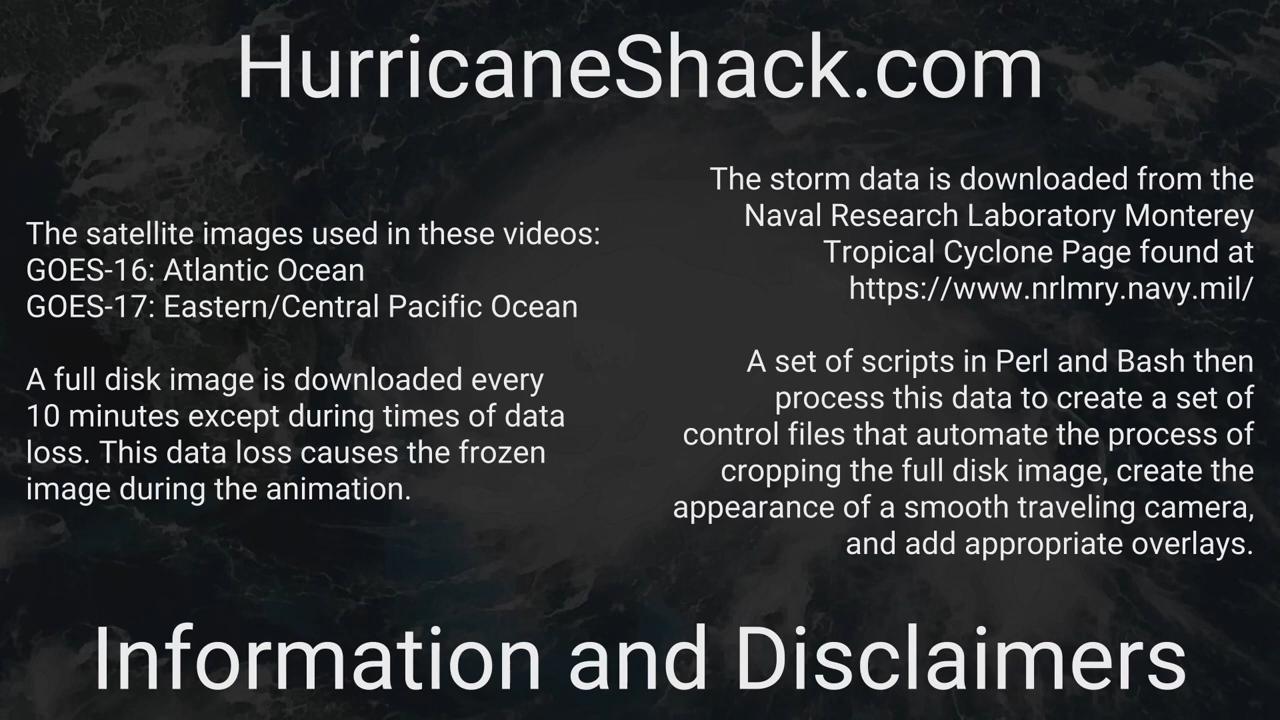 HurricaneShack.com
The satellite images used in these videos:
GOES-16: Atlantic Ocean
GOES-17: Eastern/Central Pacific Ocean
A full disk image is downloaded every
10 minutes except during times of data
loss. This data loss causes the frozen
image during the animation.
The storm data is downloaded from the
Naval Research Laboratory Monterey
Tropical Cyclone Page found at
https://www.nrlmry.navy.mil/
A set of scripts in Perl and Bash then
process this data to create a set of
control files that automate the process of
cropping the full disk image, create the
appearance of a smooth traveling camera,
and add appropriate overlays.
Information and Disclaimers